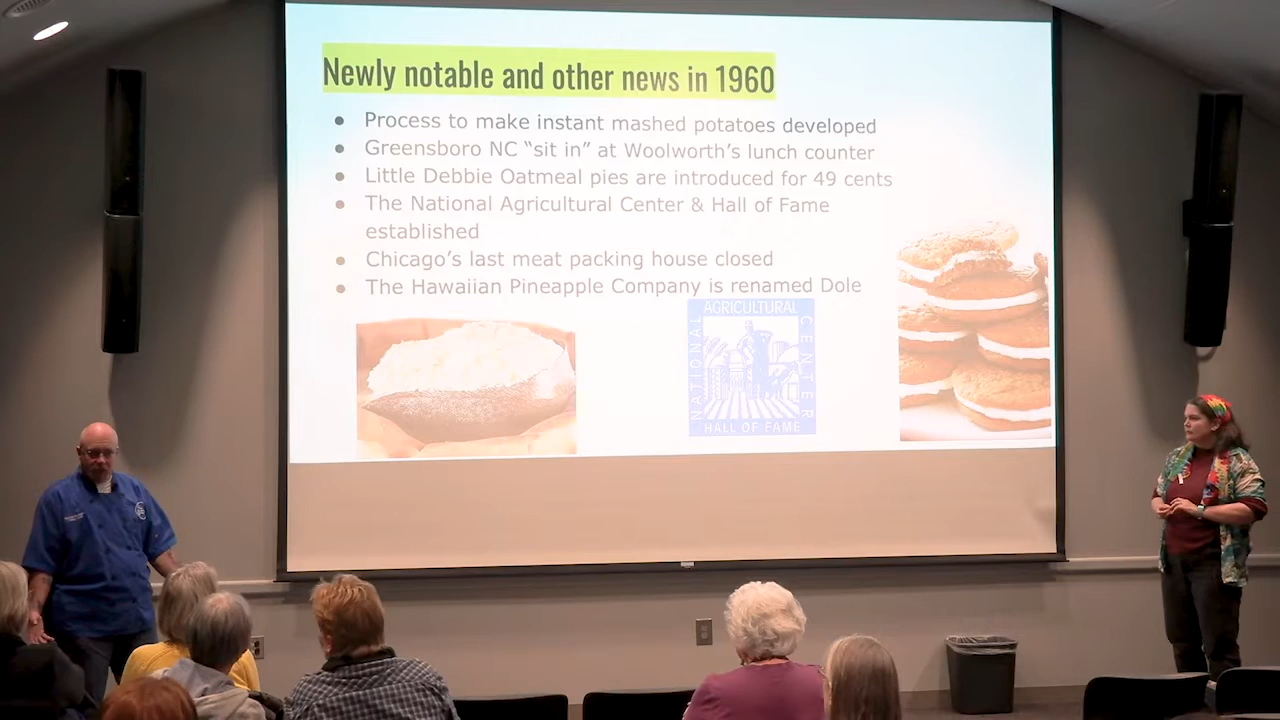 Newly notable and other news in 1960
• Process to make instant mashed potatoes developed
• Greensboro NC “sit in” at Woolworth’s lunch counter
• Little Debbie Oatmeal pies are introduced for 49 cents
• The National Agricultural Center & Hall of Fame
established
• Chicago’s last meat packing house closed
• The Hawaiian Pineapple Company is renamed Dole
AGRICULTURAL
NATIONAL
CENTER
HALL OF FAME